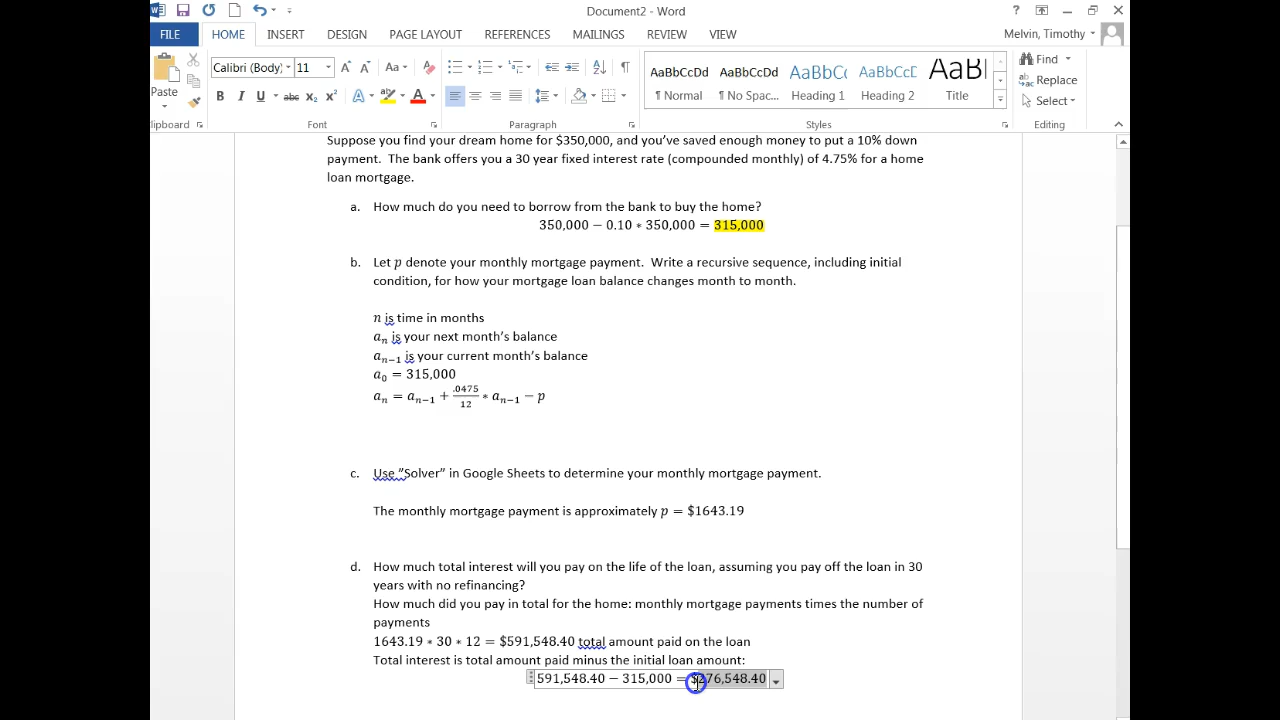 Document2 - Word
?
FILE HOME INSERT DESIGN PAGE LAYOUT REFERENCES MAILINGS REVIEW VIEW Melvin, Timothy
Calibri (Body) 11 Aa
Paste
B I U abc x₂ x² A A
AaBbCcDd AaBbCcDd AaBbCc AaBbCcD AaB
¶ Normal ¶ No Spac... Heading 1 Heading 2 Title
Find
Replace
Select
lipboard Font Paragraph Styles Editing
Suppose you find your dream home for $350,000, and you’ve saved enough money to put a 10% down
payment. The bank offers you a 30 year fixed interest rate (compounded monthly) of 4.75% for a home
loan mortgage.
a. How much do you need to borrow from the bank to buy the home?
350,000 − 0.10 ∗ 350,000 = 315,000
b. Let p denote your monthly mortgage payment. Write a recursive sequence, including initial
condition, for how your mortgage loan balance changes month to month.
n is time in months
aₙ is your next month’s balance
aₙ₋₁ is your current month’s balance
a₀ = 315,000
aₙ = aₙ₋₁ + .0475/12 ∗ aₙ₋₁ − p
c. Use ”Solver” in Google Sheets to determine your monthly mortgage payment.
The monthly mortgage payment is approximately p = $1643.19
d. How much total interest will you pay on the life of the loan, assuming you pay off the loan in 30
years with no refinancing?
How much did you pay in total for the home: monthly mortgage payments times the number of
payments
1643.19 ∗ 30 ∗ 12 = $591,548.40 total amount paid on the loan
Total interest is total amount paid minus the initial loan amount:
591,548.40 − 315,000 = $276,548.40